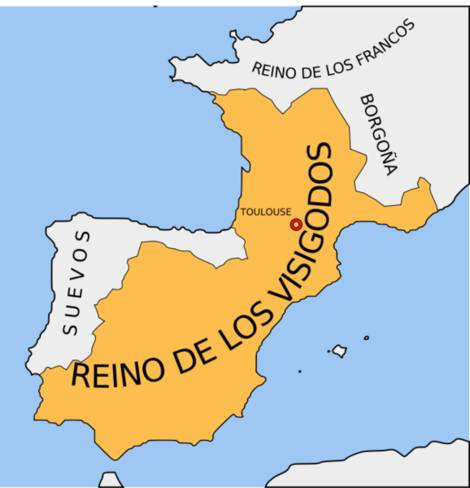 REINO DE LOS FRANCOS
BORGOÑA
TOULOUSE
SUEVOS
REINO DE LOS VISIGODOS